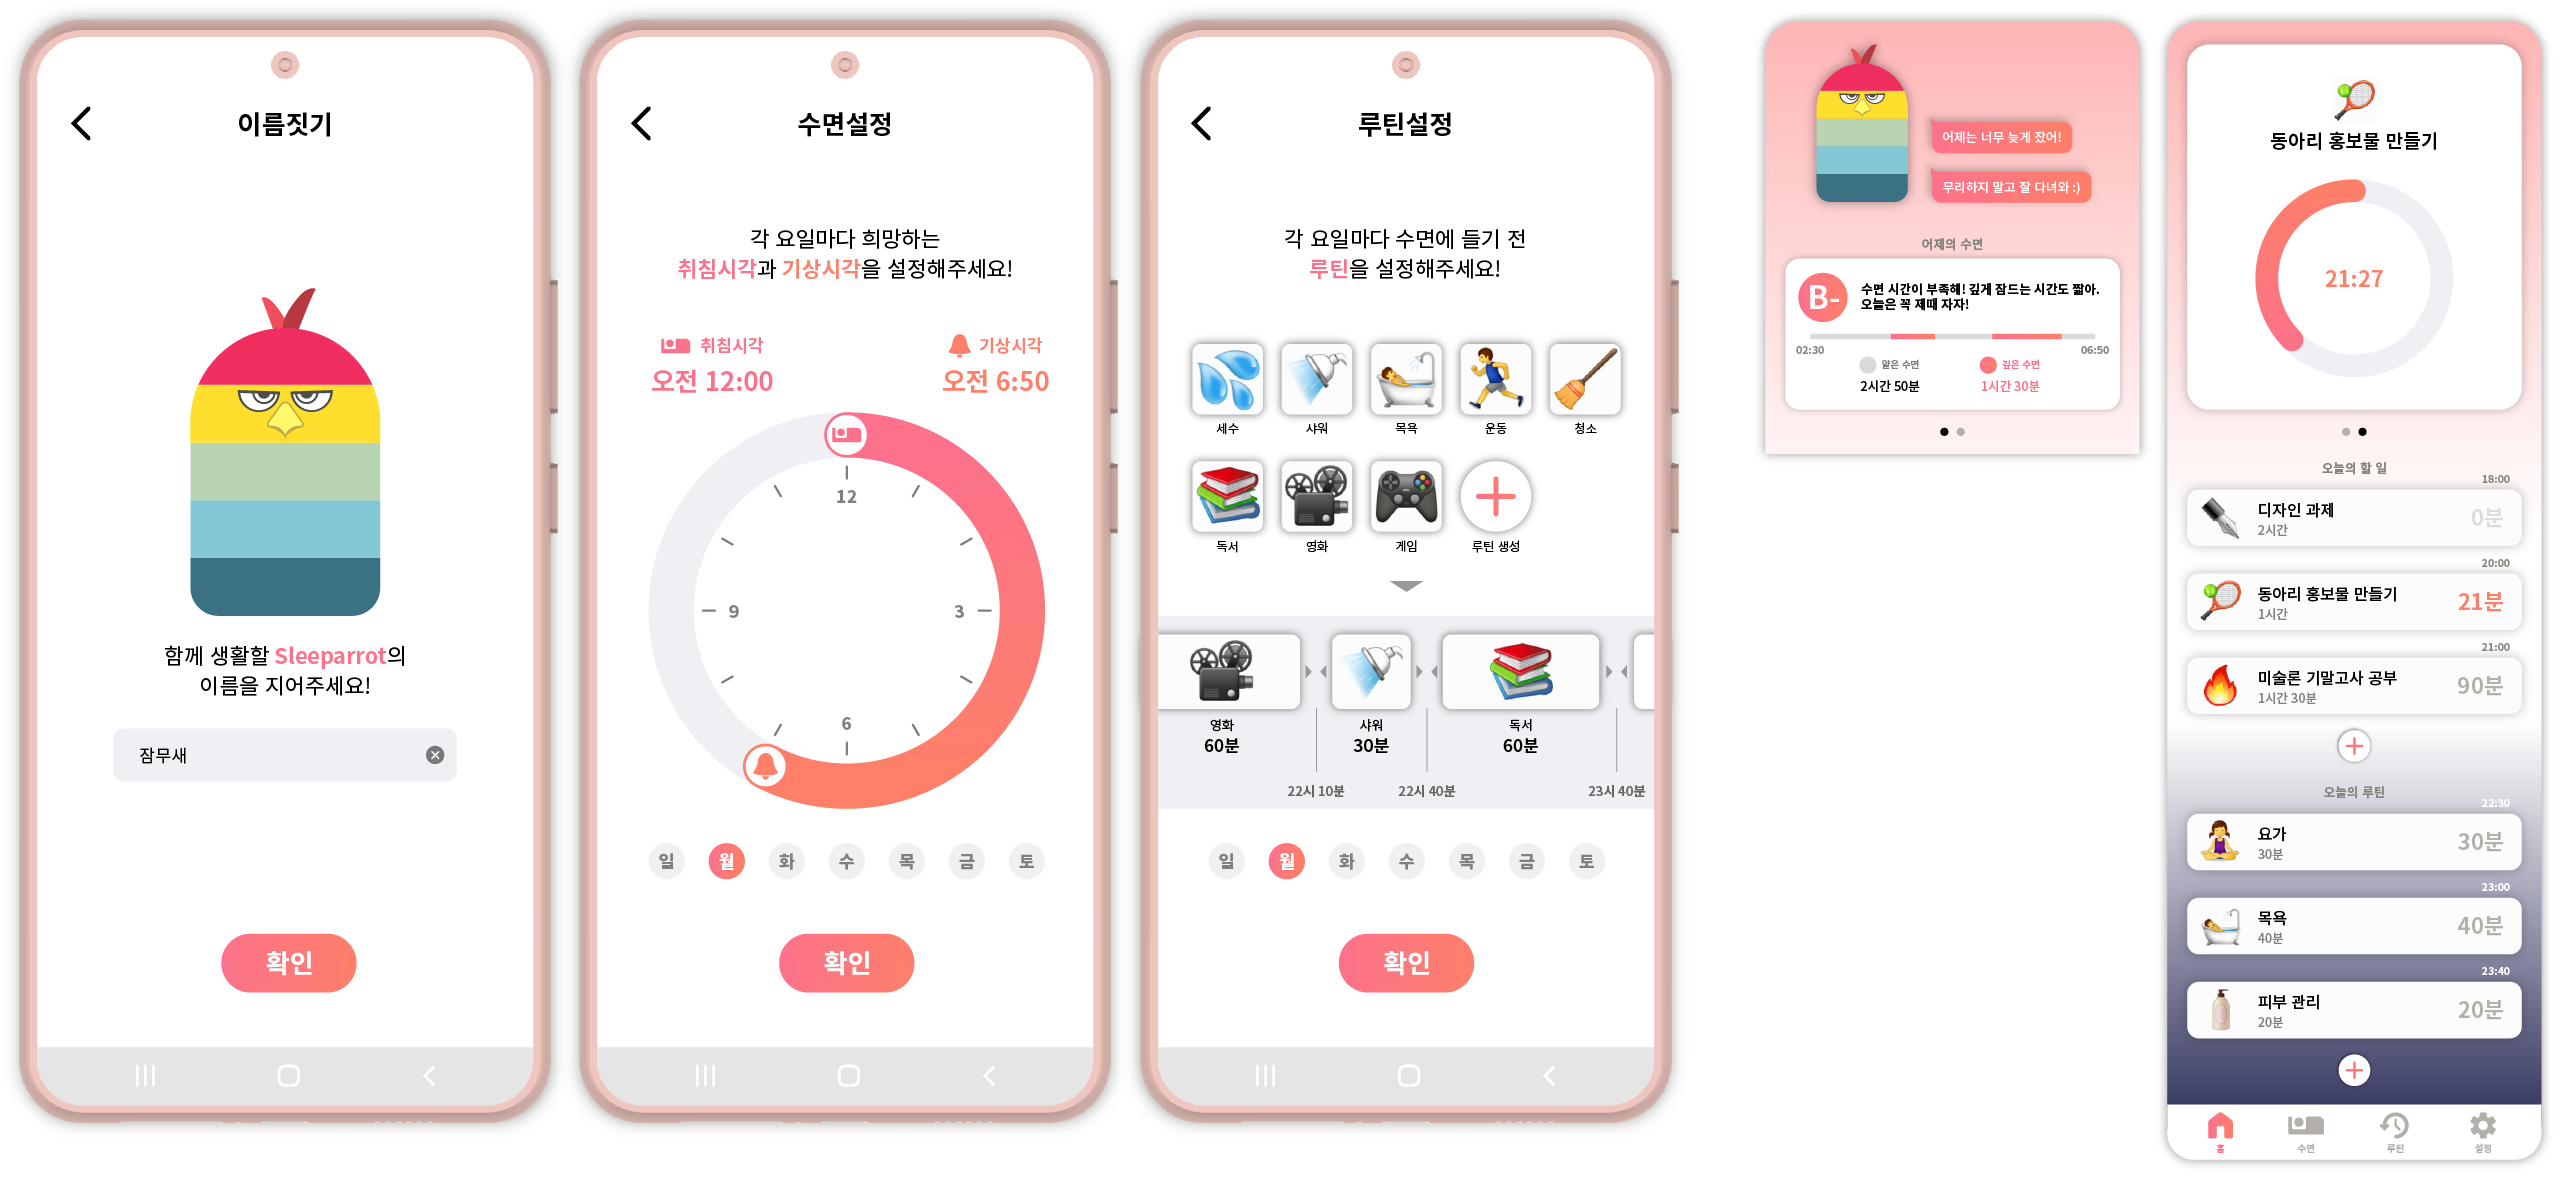 이름짓기
함께 생활할 Sleeparrot의
이름을 지어주세요!
잠무새
확인
수면설정
각 요일마다 희망하는
취침시각과 기상시각을 설정해주세요!
취침시각
오전 12:00
기상시각
오전 6:50
12
3
6
9
일 월 화 수 목 금 토
확인
루틴설정
각 요일마다 수면에 들기 전
루틴을 설정해주세요!
세수 샤워 목욕 운동 청소
독서 영화 게임 루틴 생성
영화
60분
샤워
30분
독서
60분
22시 10분 22시 40분 23시 40분
일 월 화 수 목 금 토
확인
어제는 너무 늦게 잤어!
무리하지 말고 잘 다녀와 :)
어제의 수면
B-
수면 시간이 부족해! 깊게 잠드는 시간도 짧아.
오늘은 꼭 제때 자자!
02:30 06:50
얕은 수면
2시간 50분
깊은 수면
1시간 30분
동아리 홍보물 만들기
21:27
오늘의 할 일
18:00
디자인 과제
2시간
0분
20:00
동아리 홍보물 만들기
1시간
21분
21:00
미술론 기말고사 공부
1시간 30분
90분
오늘의 루틴
22:30
요가
30분
30분
23:00
목욕
40분
40분
23:40
피부 관리
20분
20분
홈 수면 루틴 설정